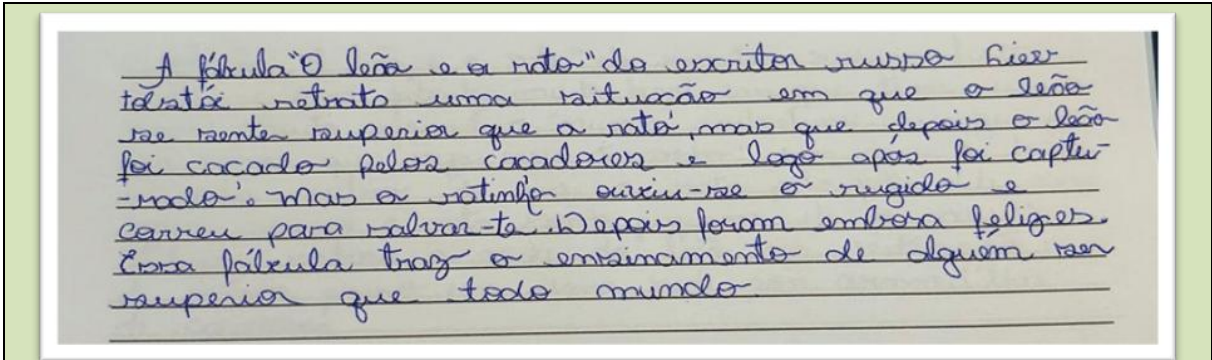 A fábula "O leão e o rato" do escritor russo Liev
tolstói retrata uma situação em que o leão
se sente superior que o rato, mas que depois o leão
foi caçado pelos caçadores e logo após foi captu-
-rado. Mas o ratinho ouviu-se o rugido e
correu para salvar-te. Depois foram embora felizes.
Essa fábula traz o ensinamento de alguém ser
superior que todo mundo.